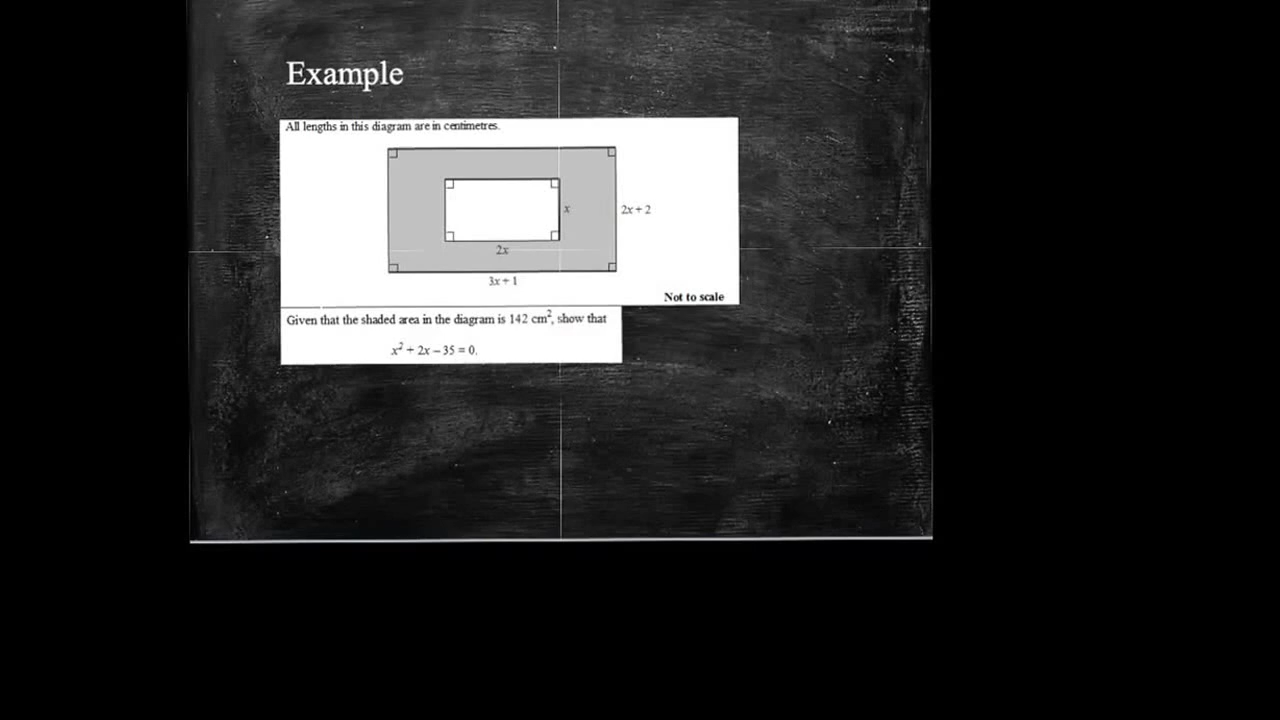 Example
All lengths in this diagram are in centimetres.
x
2x + 2
2x
3x + 1
Not to scale
Given that the shaded area in the diagram is 142 cm², show that
x² + 2x – 35 = 0.